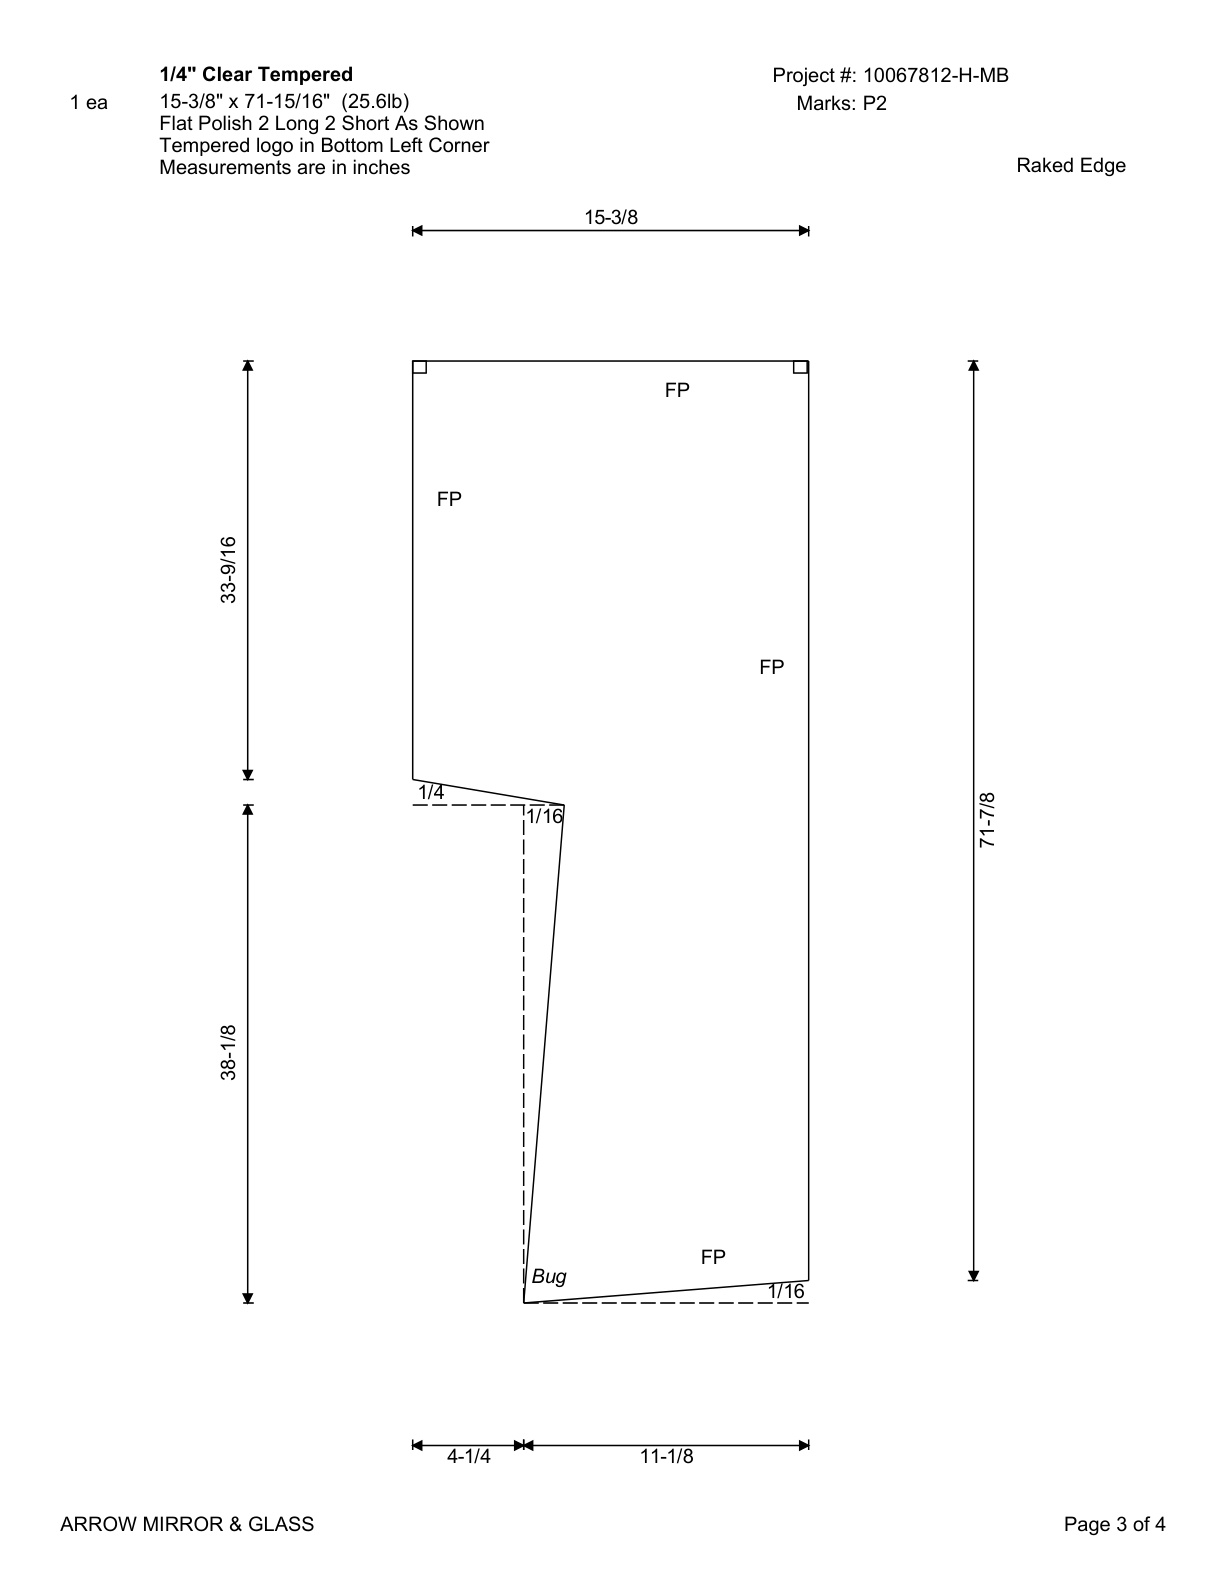 1/4" Clear Tempered
Project #: 10067812-H-MB
1 ea
15-3/8" x 71-15/16"  (25.6lb)
Marks: P2
Flat Polish 2 Long 2 Short As Shown
Tempered logo in Bottom Left Corner
Measurements are in inches
Raked Edge
15-3/8
FP
FP
33-9/16
FP
1/4
1/16
71-7/8
38-1/8
FP
Bug
1/16
4-1/4
11-1/8
ARROW MIRROR & GLASS
Page 3 of 4